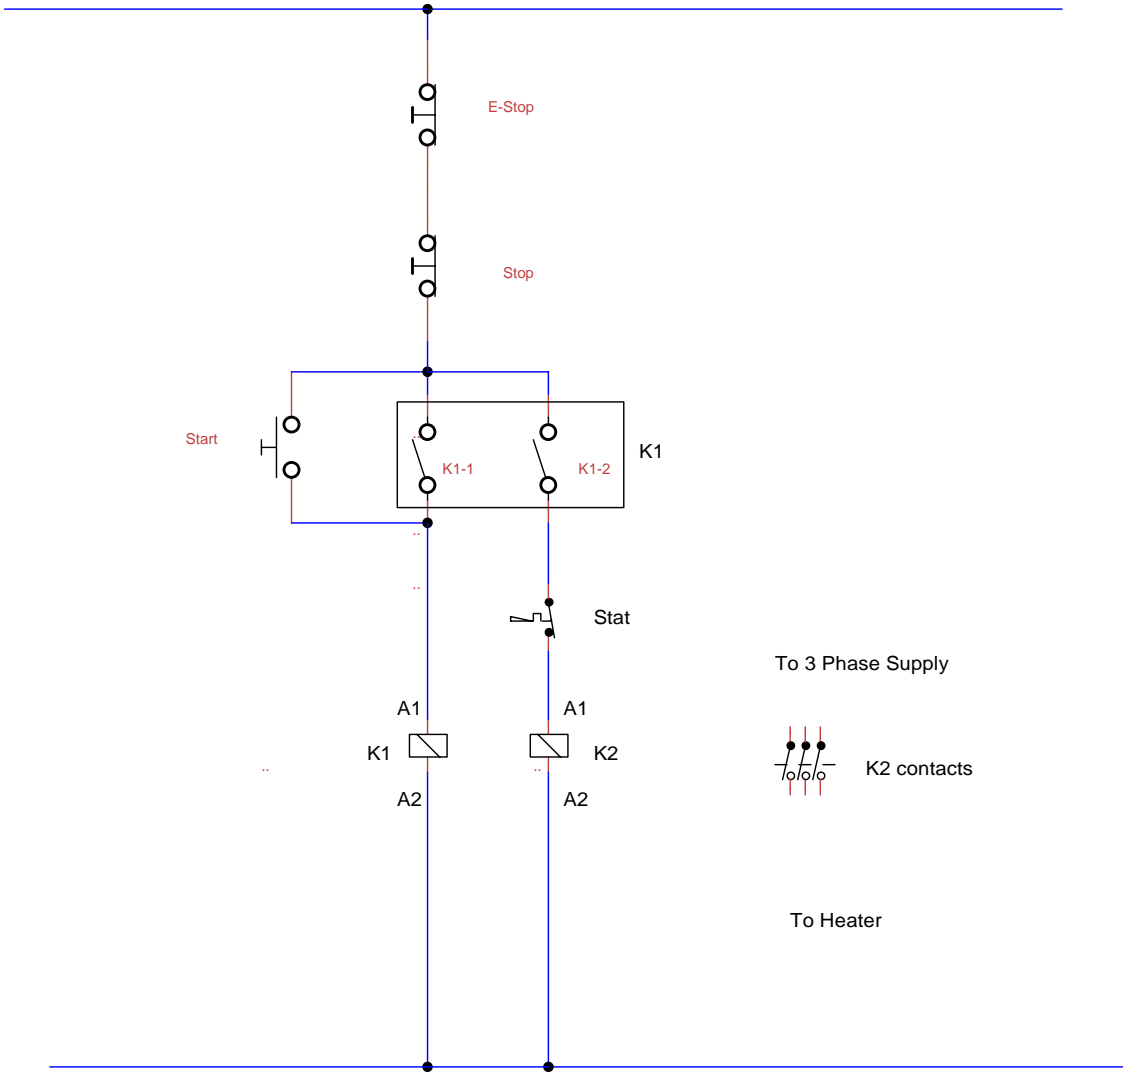 E-Stop
Stop
Start
K1-1
K1-2
K1
Stat
To 3 Phase Supply
A1
A1
K1
K2
K2 contacts
A2
A2
To Heater